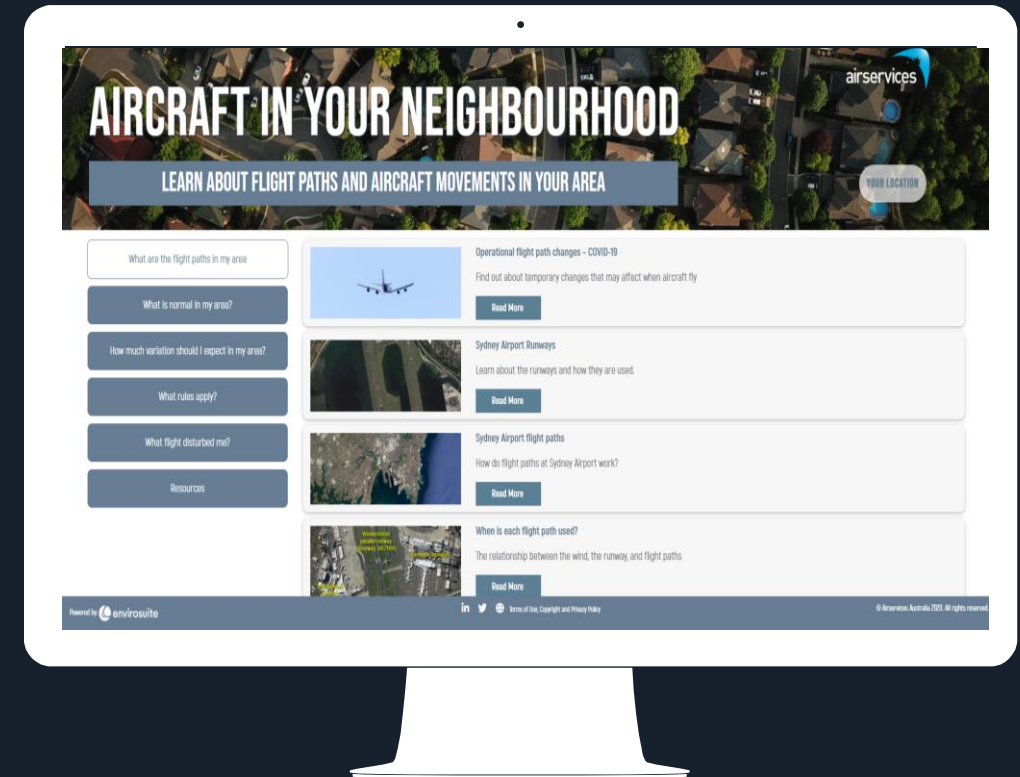 airservices
AIRCRAFT IN YOUR NEIGHBOURHOOD
LEARN ABOUT FLIGHT PATHS AND AIRCRAFT MOVEMENTS IN YOUR AREA
YOUR LOCATION
What are the flight paths in my area
What is normal in my area?
How much variation should I expect in my area?
What rules apply?
What flight disturbed me?
Resources
Operational flight path changes – COVID-19
Find out about temporary changes that may affect when aircraft fly
Read More
Sydney Airport Runways
Learn about the runways and how they are used.
Read More
Sydney Airport flight paths
How do flight paths at Sydney Airport work?
Read More
When is each flight path used?
The relationship between the wind, the runway, and flight paths
Read More
Powered by envirosuite
in
Terms of Use, Copyright and Privacy Policy
© Airservices Australia 2020. All rights reserved.